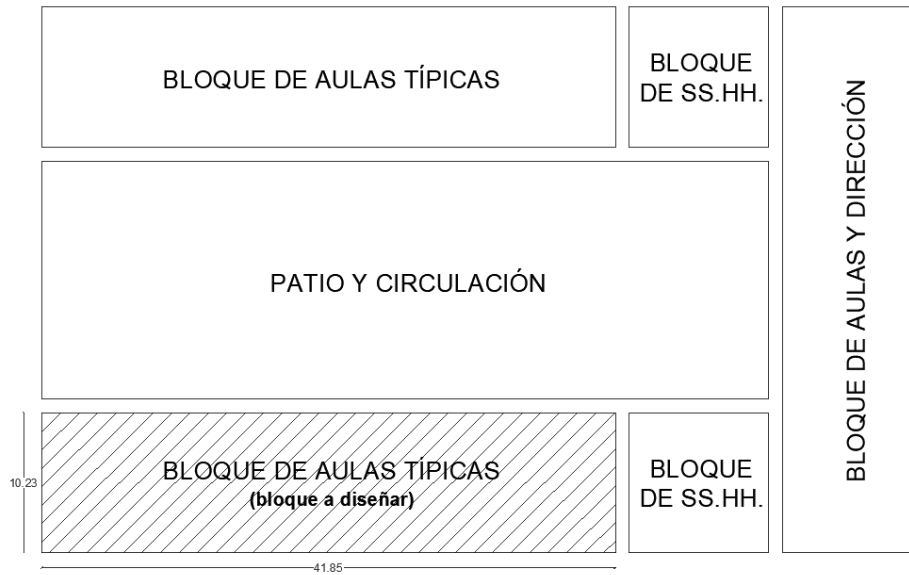 BLOQUE DE AULAS TÍPICAS
BLOQUE
DE SS.HH.
BLOQUE DE AULAS Y DIRECCIÓN
PATIO Y CIRCULACIÓN
BLOQUE DE AULAS TÍPICAS
(bloque a diseñar)
BLOQUE
DE SS.HH.
10.23
41.85